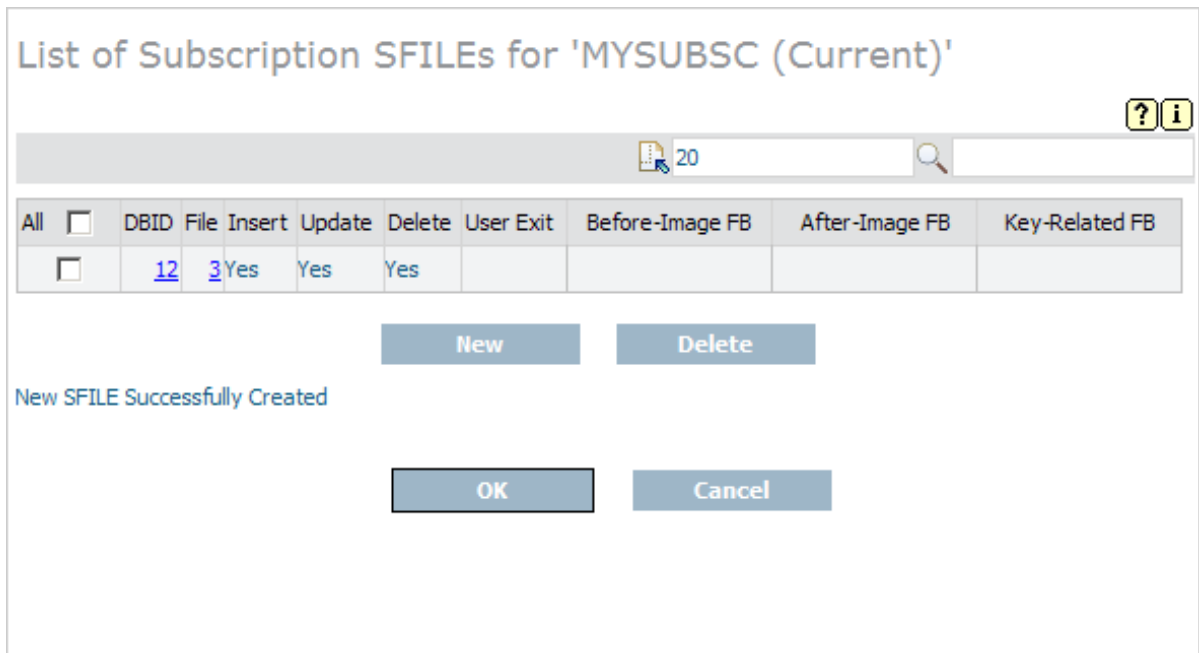 List of Subscription SFILEs for 'MYSUBSC (Current)'
? i
20
All DBID File Insert Update Delete User Exit Before-Image FB After-Image FB Key-Related FB
12 3 Yes Yes Yes
New Delete
New SFILE Successfully Created
OK Cancel